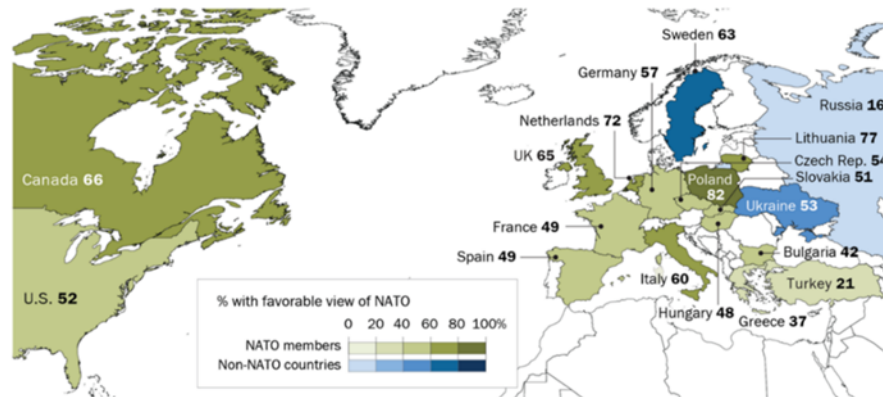 Sweden 63
Germany 57
Russia 16
Netherlands 72
Lithuania 77
UK 65
Czech Rep. 54
Canada 66
Poland
82
Slovakia 51
Ukraine 53
France 49
Spain 49
Bulgaria 42
Italy 60
Turkey 21
U.S. 52
Hungary 48
Greece 37
% with favorable view of NATO
0 20 40 60 80 100%
NATO members
Non-NATO countries